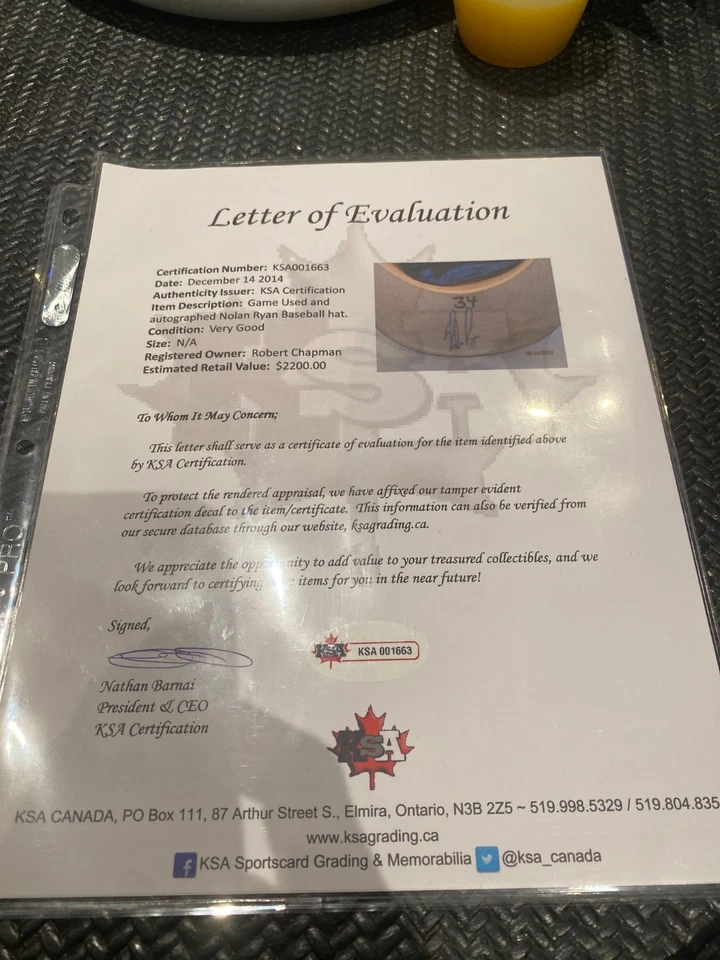 Letter of Evaluation
Certification Number: KSA001663
Date: December 14 2014
Authenticity Issuer: KSA Certification
Item Description: Game Used and
autographed Nolan Ryan Baseball hat.
Condition: Very Good
Size: N/A
Registered Owner: Robert Chapman
Estimated Retail Value: $2200.00
34
To Whom It May Concern;
This letter shall serve as a certificate of evaluation for the item identified above
by KSA Certification.
To protect the rendered appraisal, we have affixed our tamper evident
certification decal to the item/certificate. This information can also be verified from
our secure database through our website, ksagrading.ca.
We appreciate the opportunity to add value to your treasured collectibles, and we
look forward to certifying items for you in the near future!
Signed,
KSA KSA 001663
Nathan Barnai
President & CEO
KSA Certification
KSA
KSA CANADA, PO Box 111, 87 Arthur Street S., Elmira, Ontario, N3B 2Z5 ~ 519.998.5329 / 519.804.835
www.ksagrading.ca
KSA Sportscard Grading & Memorabilia @ksa_canada